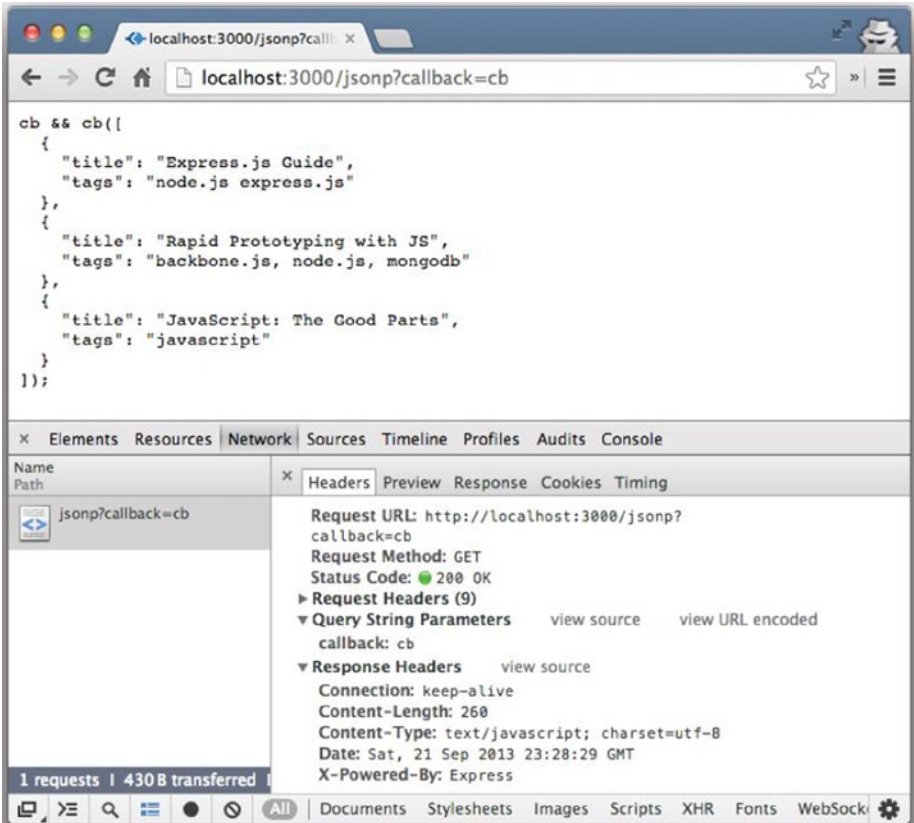 localhost:3000/jsonp?callb
localhost:3000/jsonp?callback=cb
cb && cb([
  {
    "title": "Express.js Guide",
    "tags": "node.js express.js"
  },
  {
    "title": "Rapid Prototyping with JS",
    "tags": "backbone.js, node.js, mongodb"
  },
  {
    "title": "JavaScript: The Good Parts",
    "tags": "javascript"
  }
]);
× Elements Resources Network Sources Timeline Profiles Audits Console
Name
Path
× Headers Preview Response Cookies Timing
jsonp?callback=cb
Request URL: http://localhost:3000/jsonp?
callback=cb
Request Method: GET
Status Code: 200 OK
Request Headers (9)
Query String Parameters view source view URL encoded
callback: cb
Response Headers view source
Connection: keep-alive
Content-Length: 260
Content-Type: text/javascript; charset=utf-8
Date: Sat, 21 Sep 2013 23:28:29 GMT
X-Powered-By: Express
1 requests | 430 B transferred |
All Documents Stylesheets Images Scripts XHR Fonts WebSock